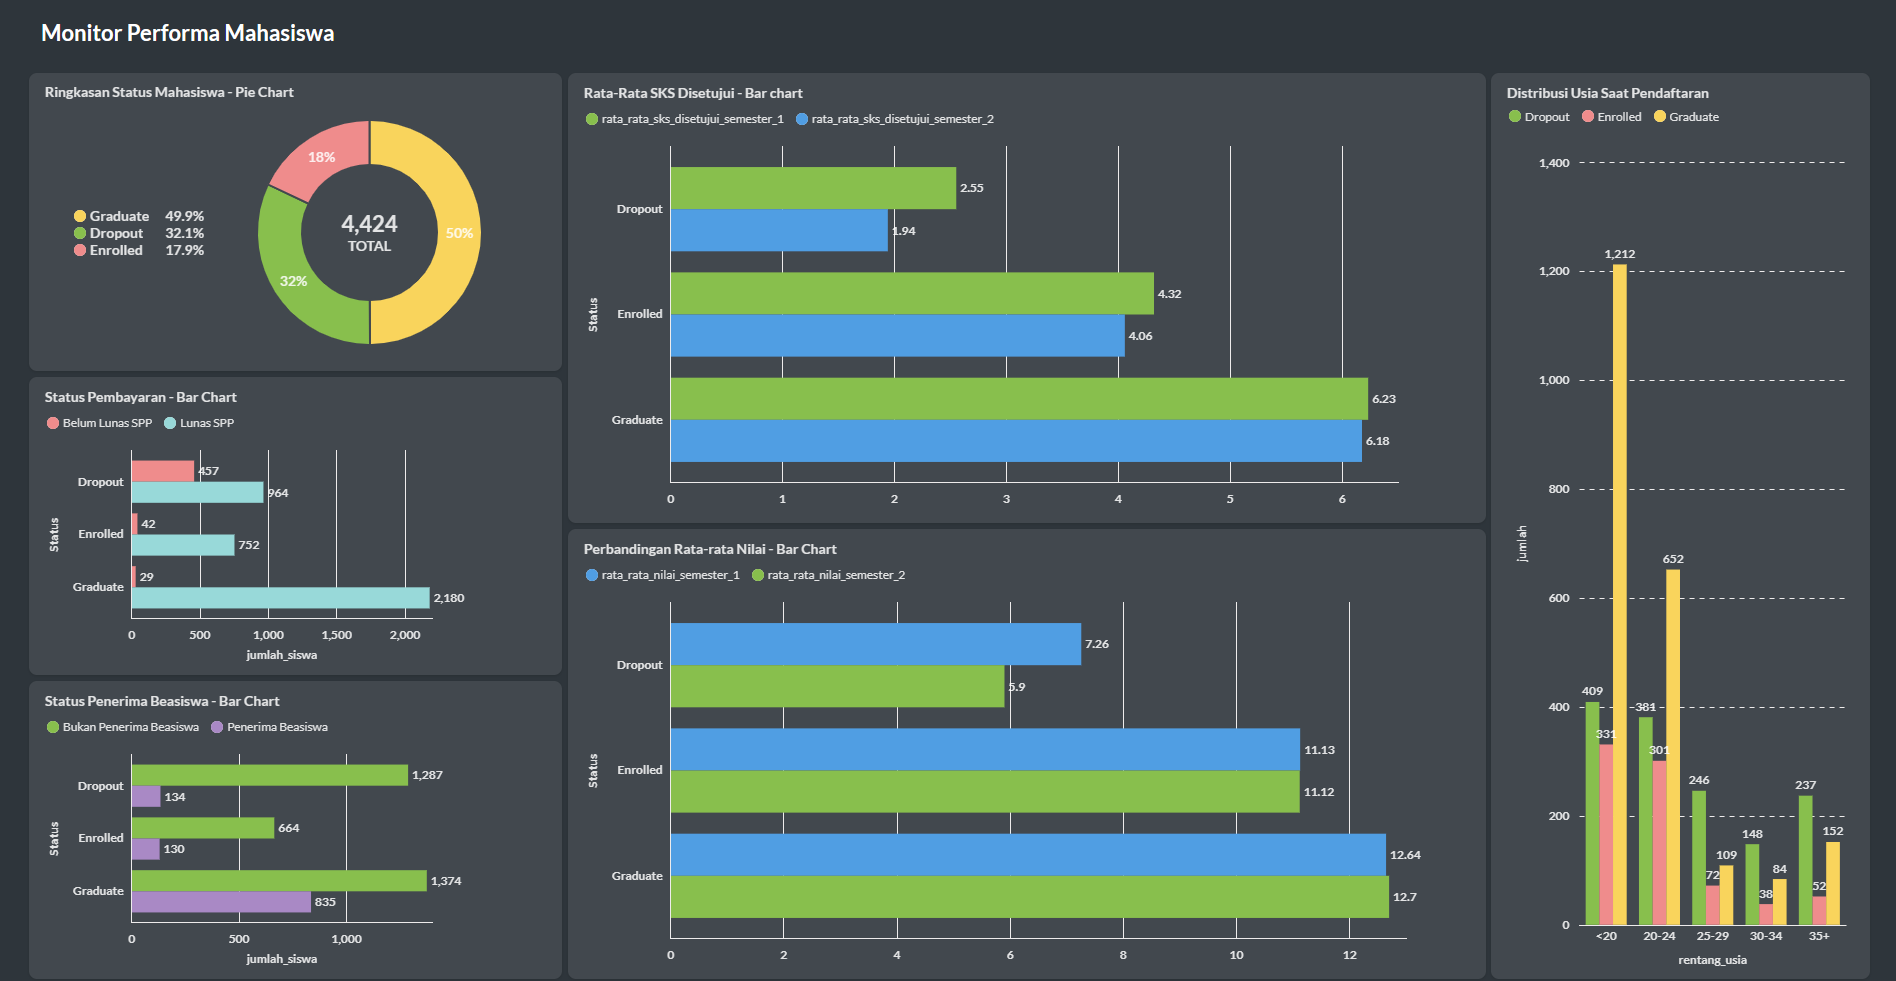 Monitor Performa Mahasiswa
Ringkasan Status Mahasiswa - Pie Chart
Graduate 49.9%
Dropout 32.1%
Enrolled 17.9%
18%
50%
32%
4,424
TOTAL
Status Pembayaran - Bar Chart
Belum Lunas SPP Lunas SPP
Status
Dropout
457
964
Enrolled
42
752
Graduate
29
2,180
0 500 1,000 1,500 2,000
jumlah_siswa
Status Penerima Beasiswa - Bar Chart
Bukan Penerima Beasiswa Penerima Beasiswa
Status
Dropout
1,287
134
Enrolled
664
130
Graduate
1,374
835
0 500 1,000
jumlah_siswa
Rata-Rata SKS Disetujui - Bar chart
rata_rata_sks_disetujui_semester_1 rata_rata_sks_disetujui_semester_2
Status
Dropout
2.55
1.94
Enrolled
4.32
4.06
Graduate
6.23
6.18
0 1 2 3 4 5 6
Perbandingan Rata-rata Nilai - Bar Chart
rata_rata_nilai_semester_1 rata_rata_nilai_semester_2
Status
Dropout
7.26
5.9
Enrolled
11.13
11.12
Graduate
12.64
12.7
0 2 4 6 8 10 12
Distribusi Usia Saat Pendaftaran
Dropout Enrolled Graduate
jumlah
1,400
1,200
1,000
800
600
400
200
0
409 331 1,212
381 301 652
246 72 109
148 38 84
237 52 152
<20 20-24 25-29 30-34 35+
rentang_usia